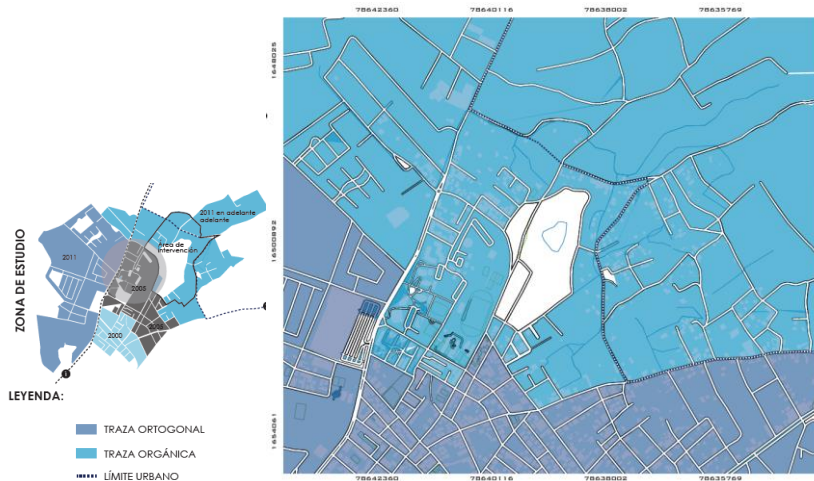 78642360 78640116 78638002 78635769
1648025
16500892
1654061
78642360 78640116 78638002 78635769
ZONA DE ESTUDIO
2011 en adelante
adelante
Área de
intervención
2011
2005
2000
LEYENDA:
TRAZA ORTOGONAL
TRAZA ORGÁNICA
LÍMITE URBANO